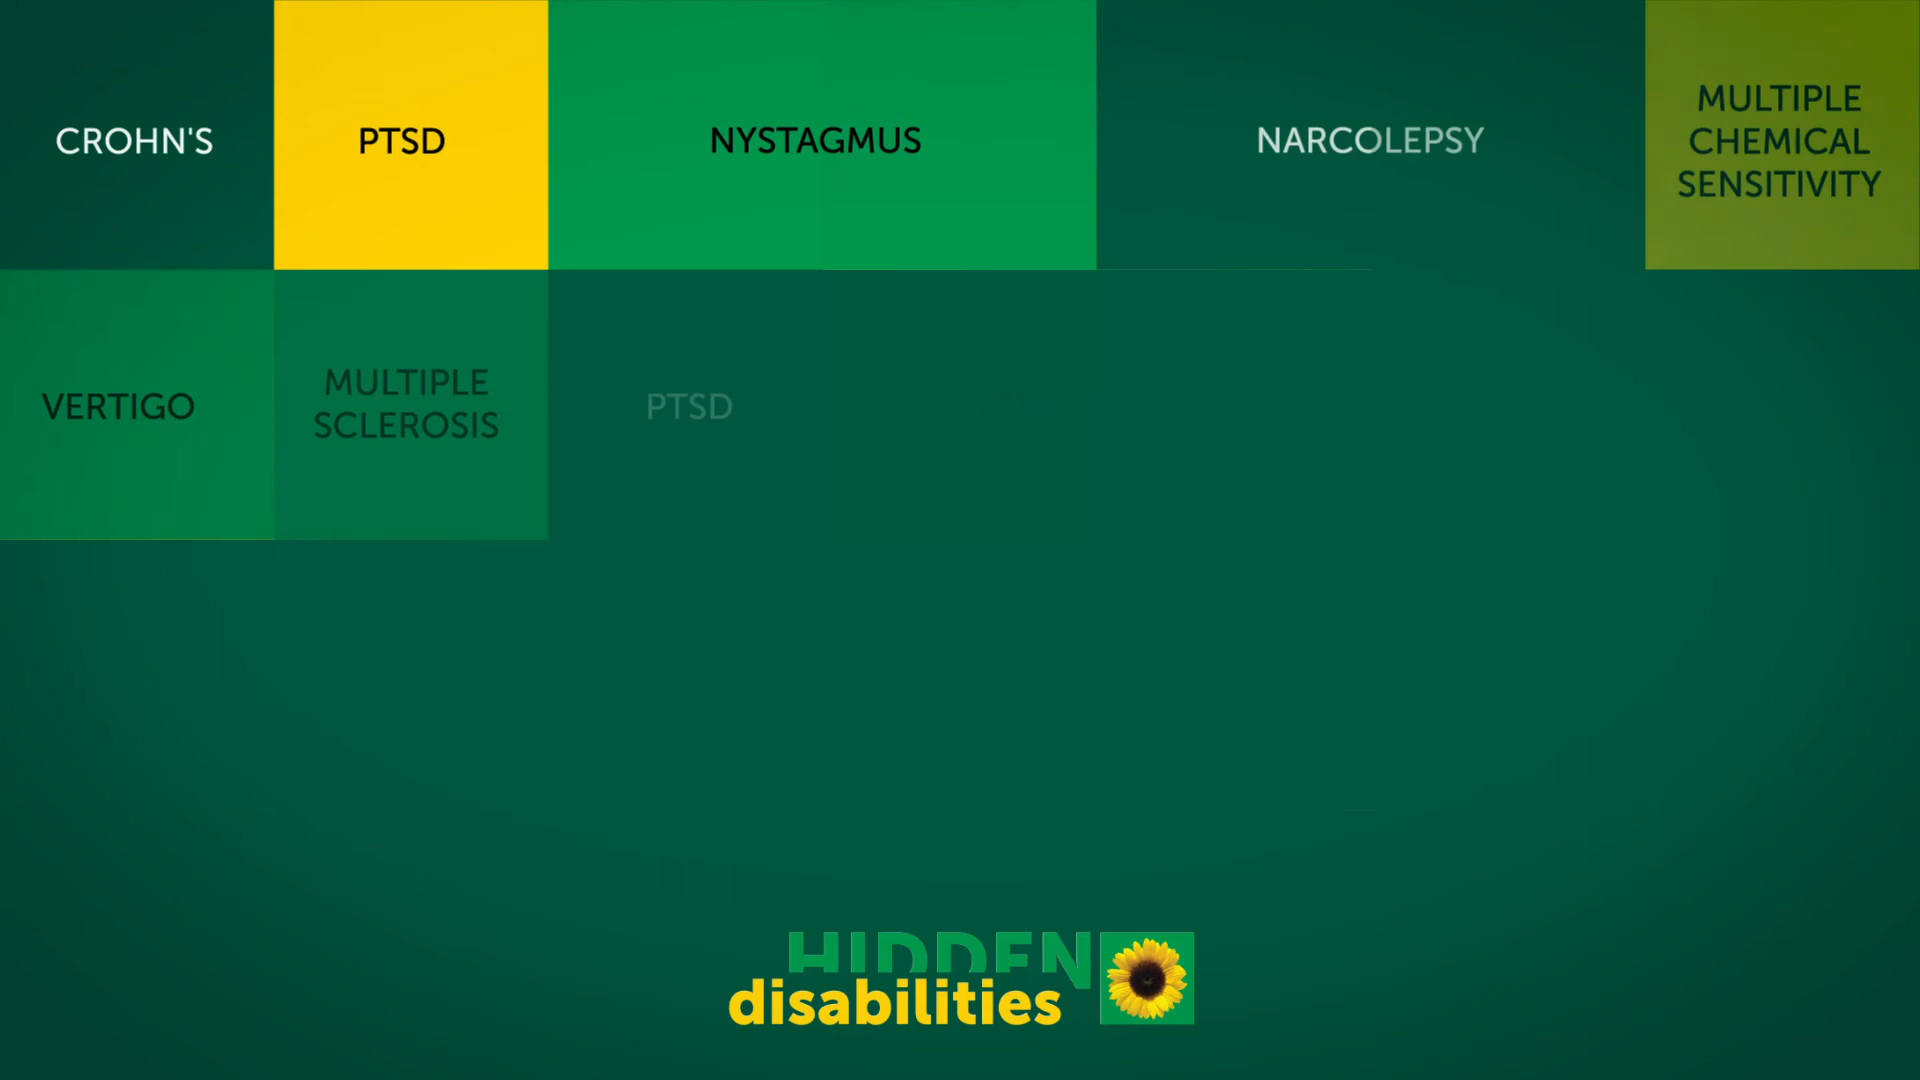 CROHN'S
PTSD
NYSTAGMUS
NARCOLEPSY
MULTIPLE
CHEMICAL
SENSITIVITY
VERTIGO
MULTIPLE
SCLEROSIS
PTSD
HIDDEN
disabilities